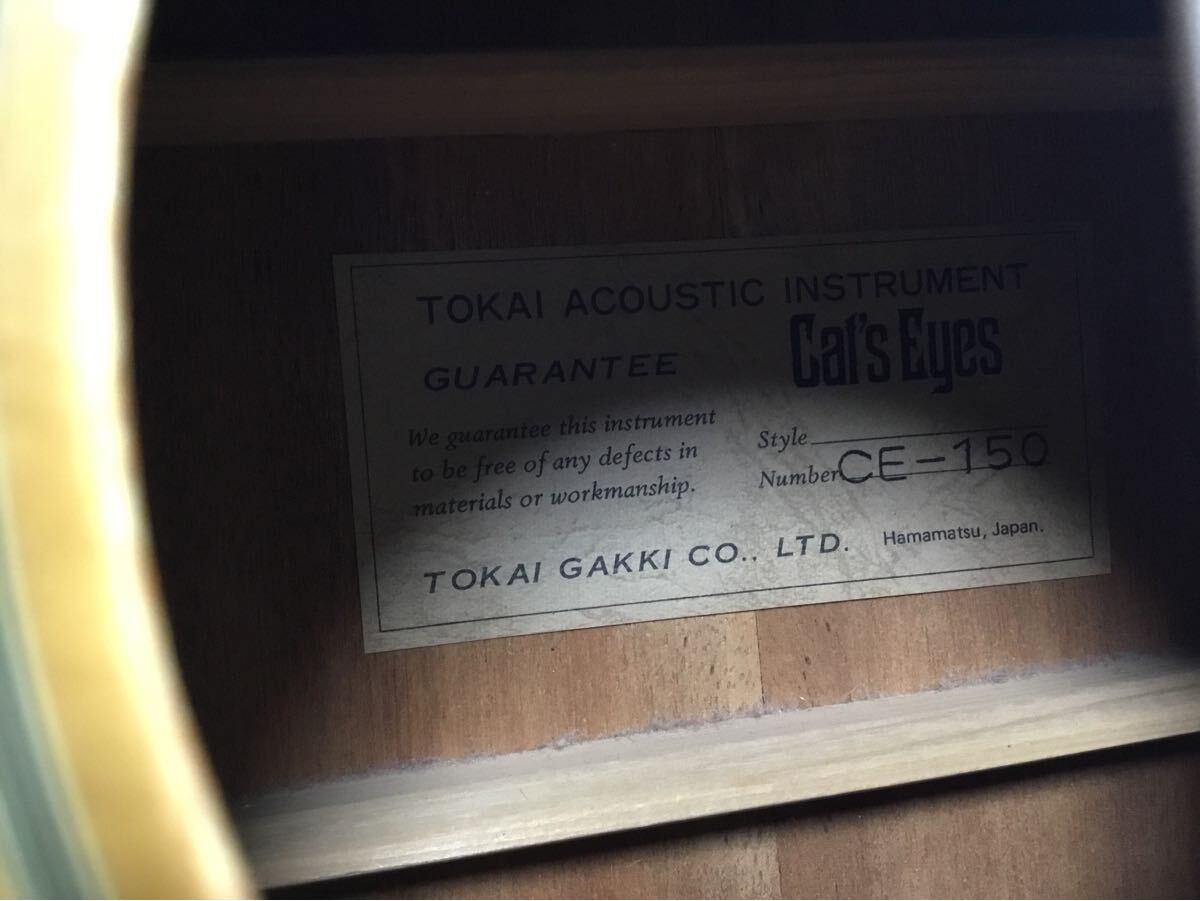 TOKAI ACOUSTIC INSTRUMENT
GUARANTEE
Cat's Eyes
We guarantee this instrument
to be free of any defects in
materials or workmanship.
Style
Number CE-150
TOKAI GAKKI CO., LTD. Hamamatsu, Japan.